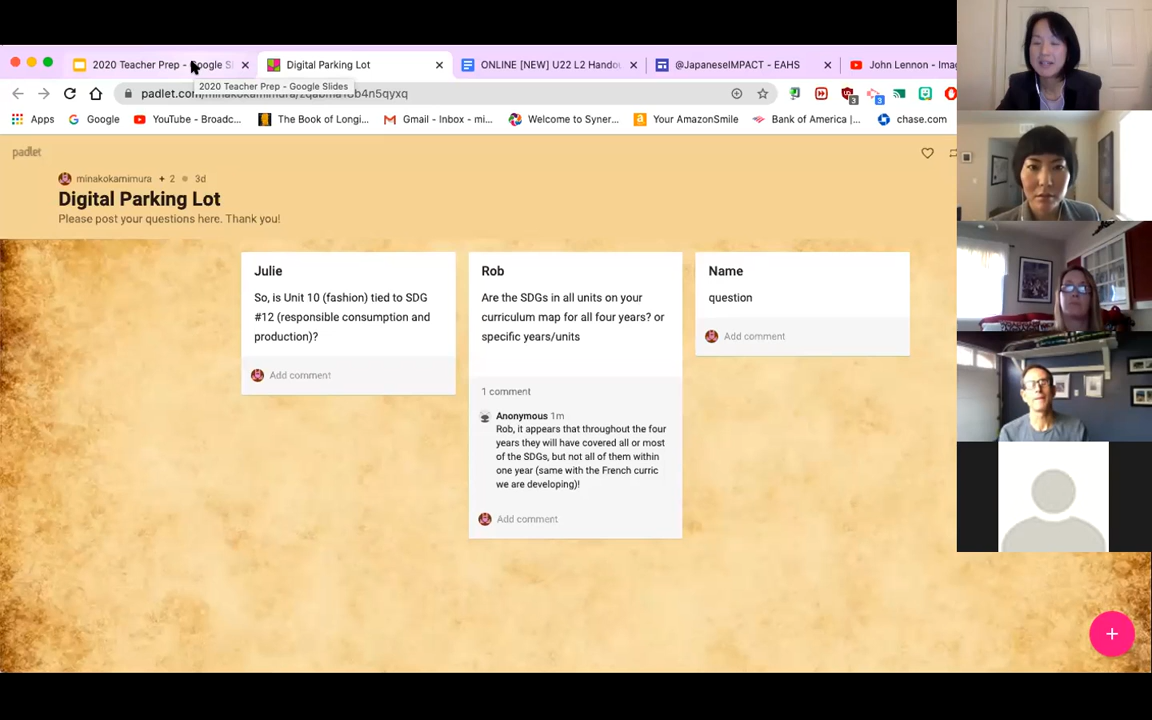 2020 Teacher Prep - Google Sl
Digital Parking Lot
ONLINE [NEW] U22 L2 Hando
@JapaneseIMPACT - EAHS
John Lennon - Imag
2020 Teacher Prep - Google Slides
Apps
Google
YouTube - Broadc...
The Book of Longi...
Gmail - Inbox - mi...
Welcome to Syner...
Your AmazonSmile
Bank of America |...
chase.com
padlet
minakokamimura + 2 3d
Digital Parking Lot
Please post your questions here. Thank you!
Julie
So, is Unit 10 (fashion) tied to SDG
#12 (responsible consumption and
production)?
Add comment
Rob
Are the SDGs in all units on your
curriculum map for all four years? or
specific years/units
1 comment
Anonymous 1m
Rob, it appears that throughout the four
years they will have covered all or most
of the SDGs, but not all of them within
one year (same with the French curric
we are developing)!
Add comment
Name
question
Add comment